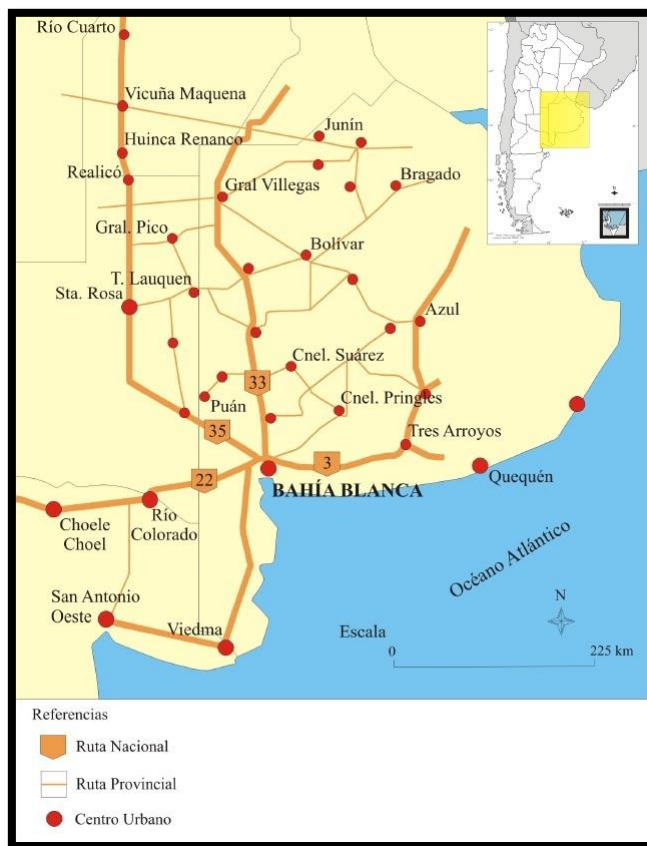 Río Cuarto
Vicuña Maquena
Huinca Renanco
Realicó
Junín
Bragado
Gral Villegas
Gral. Pico
Bolívar
T. Lauquen
Sta. Rosa
Azul
Cnel. Suárez
33
Puán
Cnel. Pringles
35
Tres Arroyos
3
22
BAHÍA BLANCA
Quequén
Choele
Choel
Río
Colorado
Océano Atlántico
San Antonio
Oeste
Viedma
Escala
N
0
225 km
Referencias
Ruta Nacional
Ruta Provincial
Centro Urbano